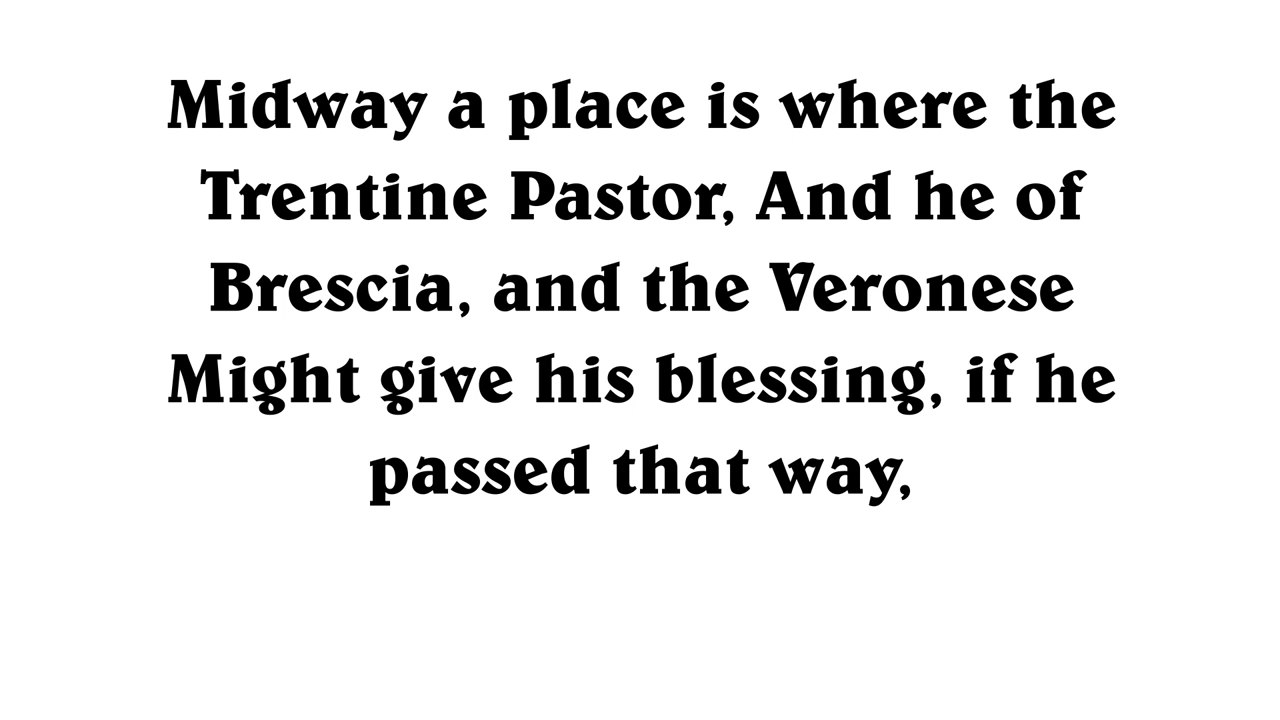 Midway a place is where the
Trentine Pastor, And he of
Brescia, and the Veronese
Might give his blessing, if he
passed that way,